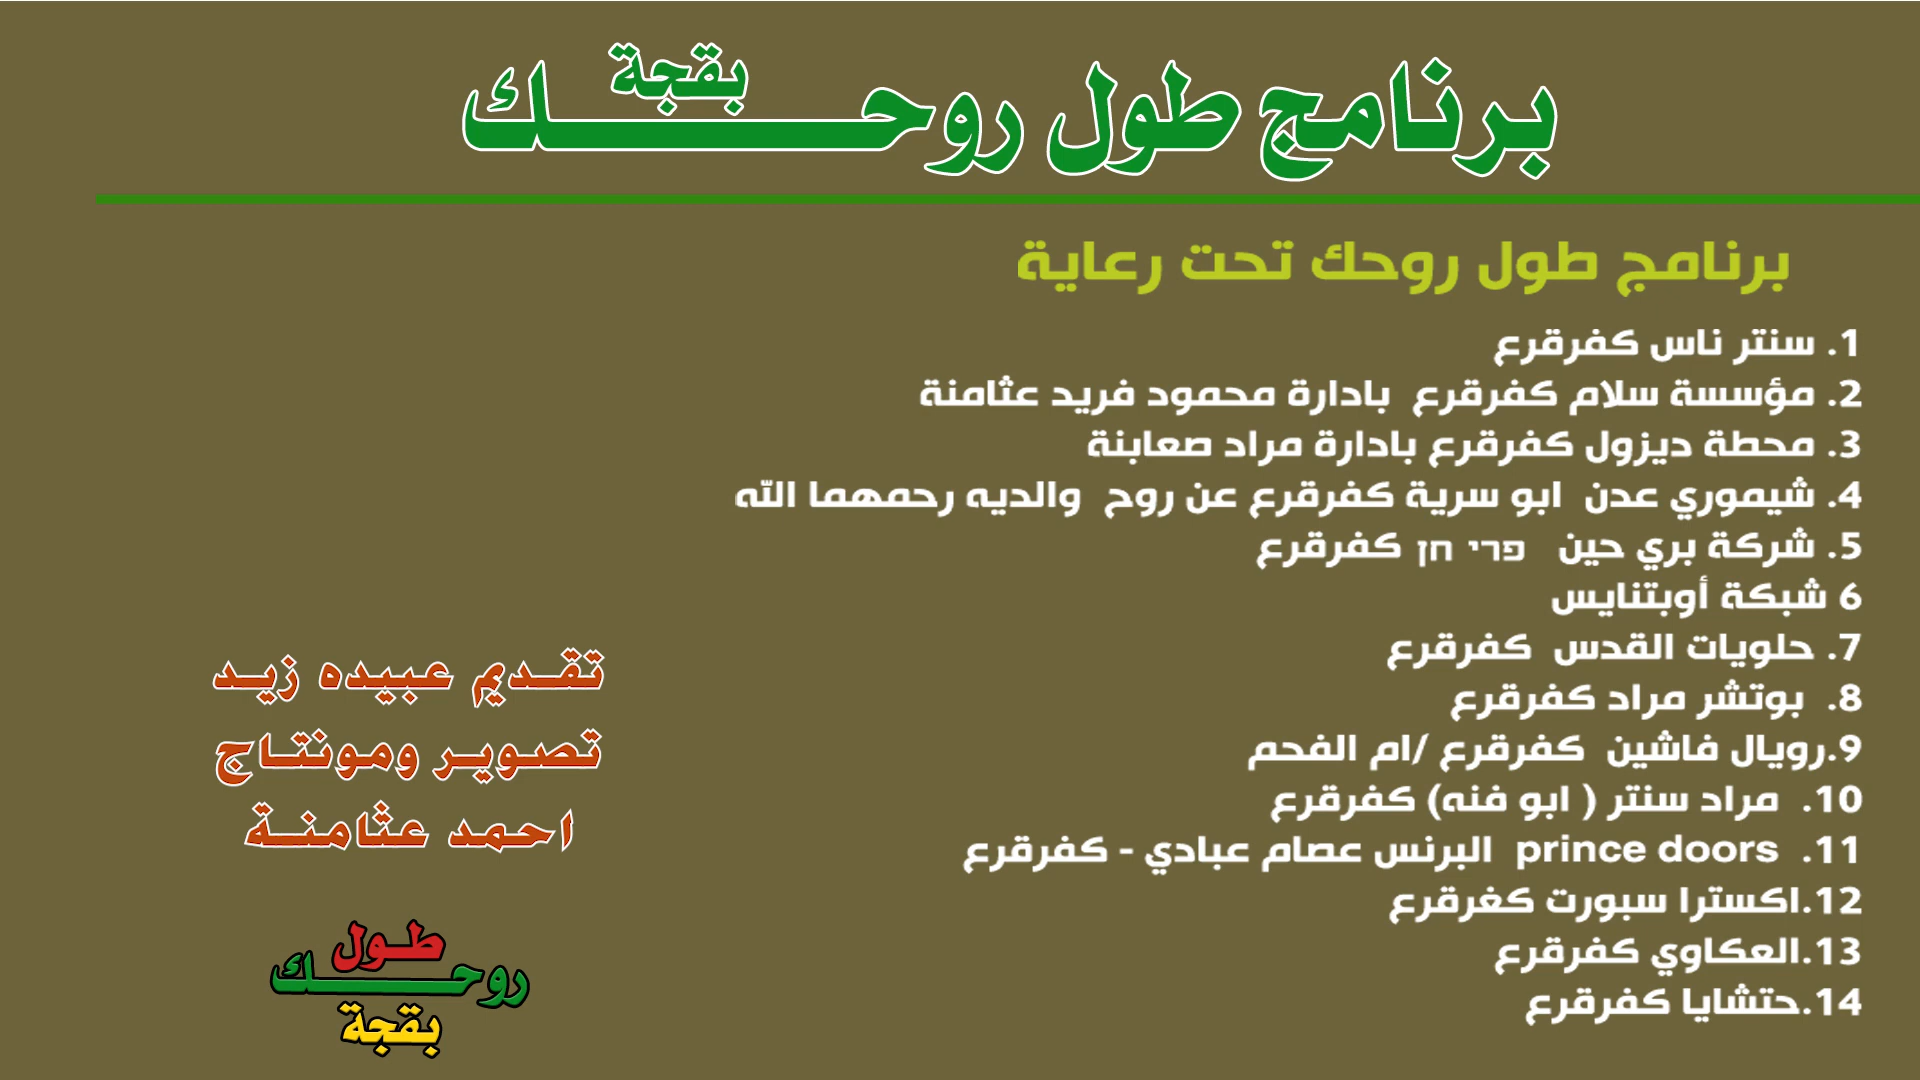 برنامج طول روحك بقجة
برنامج طول روحك تحت رعاية
1. سنتر ناس كفرقرع
2. مؤسسة سلام كفرقرع بادارة محمود فريد عثامنة
3. محطة ديزول كفرقرع بادارة مراد صعابنة
4. شيموري عدن ابو سرية كفرقرع عن روح والديه رحمهما الله
5. شركة بري حين פרי חן كفرقرع
6 شبكة أوبتنايس
7. حلويات القدس كفرقرع
8. بوتشر مراد كفرقرع
9.رويال فاشين كفرقرع /ام الفحم
10. مراد سنتر ( ابو فنه) كفرقرع
11. prince doors البرنس عصام عبادي - كفرقرع
12.اكسترا سبورت كغرقرع
13.العكاوي كفرقرع
14.حتشايا كفرقرع
تقديم عبيده زيد
تصوير ومونتاج
احمد عثامنة
طول
روحك
بقجة